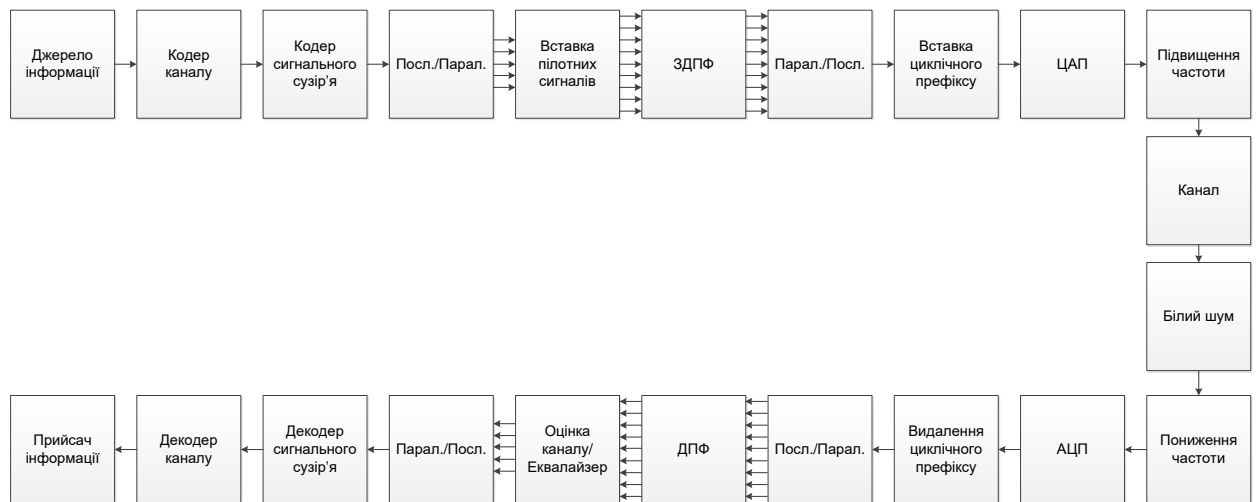 Джерело
інформації
Кодер
каналу
Кодер
сигнального
сузір'я
Посл./Парал.
Вставка
пілотних
сигналів
ЗДПФ
Парал./Посл.
Вставка
циклічного
префіксу
ЦАП
Підвищення
частоти
Канал
Білий шум
Прийсач
інформації
Декодер
каналу
Декодер
сигнального
сузір'я
Парал./Посл.
Оцінка
каналу/
Еквалайзер
ДПФ
Посл./Парал.
Видалення
циклічного
префіксу
АЦП
Пониження
частоти